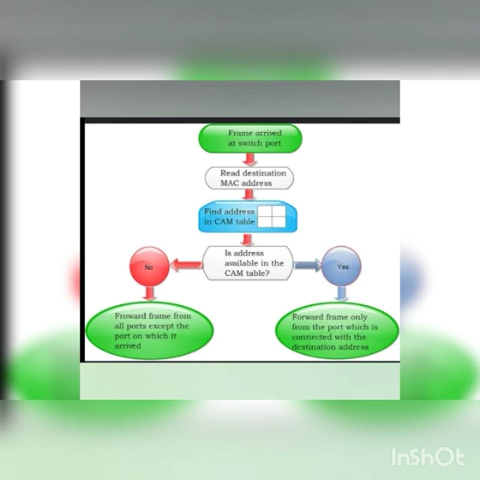 Frame arrived
at switch port
Read destination
MAC address
Find address
in CAM table
Is address
available in the
CAM table?
No
Yes
Froward frame from
all ports except the
port on which it
arrived
Forward frame only
from the port which is
connected with the
destination address
InShOt